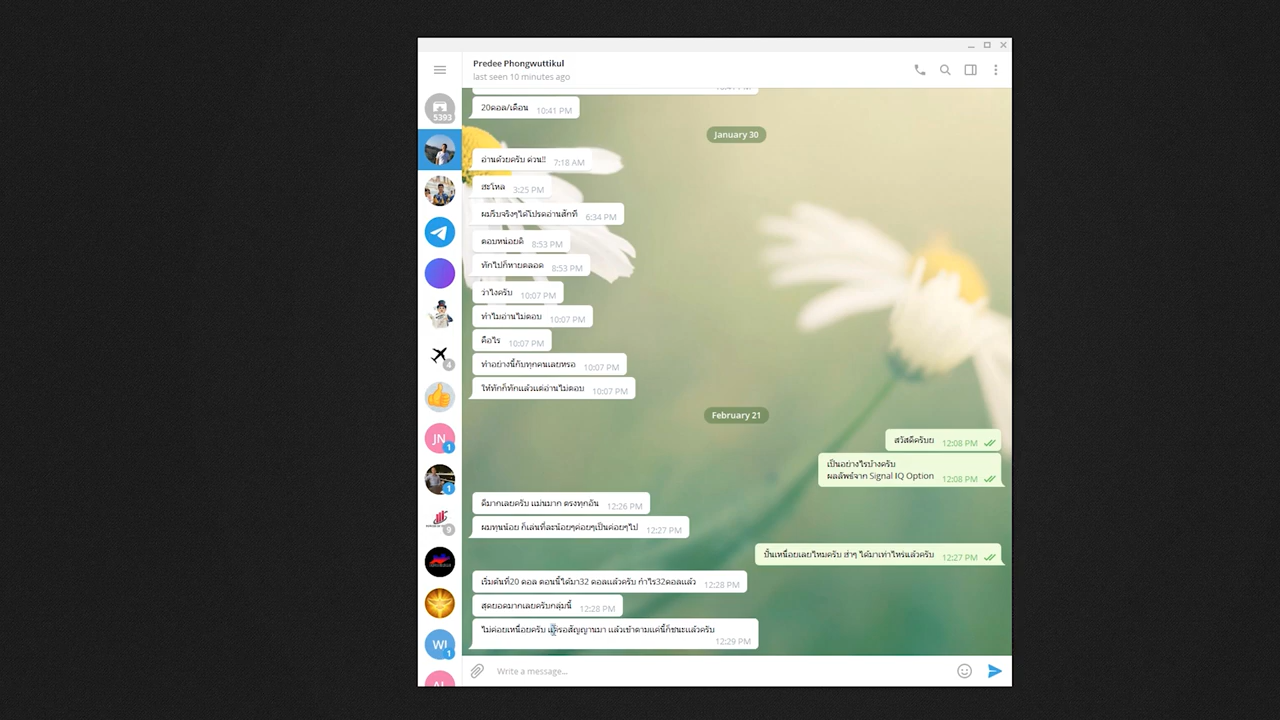 Predee Phongwuttikul
last seen 10 minutes ago
5393
20ดอล/เดือน 10:41 PM
January 30
อ่านด้วยครับ ด่วน!! 7:18 AM
สะโหล 3:25 PM
ผมรีบจริงๆได้โปรดอ่านสักที 6:34 PM
ตอบหน่อยดิ 8:53 PM
ทักไปก็หายตลอด 8:53 PM
ว่าไงครับ 10:07 PM
ทำไมอ่านไม่ตอบ 10:07 PM
คือไร 10:07 PM
ทำอย่างนี้กับทุกคนเลยหรอ 10:07 PM
ให้ทักก็ทักแล้วแต่อ่านไม่ตอบ 10:07 PM
February 21
สวัสดีครับย 12:08 PM
เป็นอย่างไรบ้างครับ
ผลลัพธ์จาก Signal IQ Option 12:08 PM
ดีมากเลยครับ แม่นมาก ตรงทุกอัน 12:26 PM
ผมทุนน้อย ก็เล่นทีละน้อยๆค่อยๆเป็นค่อยๆไป 12:27 PM
ปั้นเหนื่อยเลยไหมครับ ฮ่าๆ ได้มาเท่าไหร่แล้วครับ 12:27 PM
เริ่มต้นที่20 ดอล ตอนนี้ได้มา32 ดอลแล้วครับ กำไร32ดอลแล้ว 12:28 PM
สุดยอดมากเลยครับกลุ่มนี้ 12:28 PM
ไม่ค่อยเหนื่อยครับ แค่รอสัญญานมา แล้วเข้าตามแค่นี้ก็ชนะแล้วครับ
12:29 PM
4
JN
1
1
9
WI
1
Write a message...